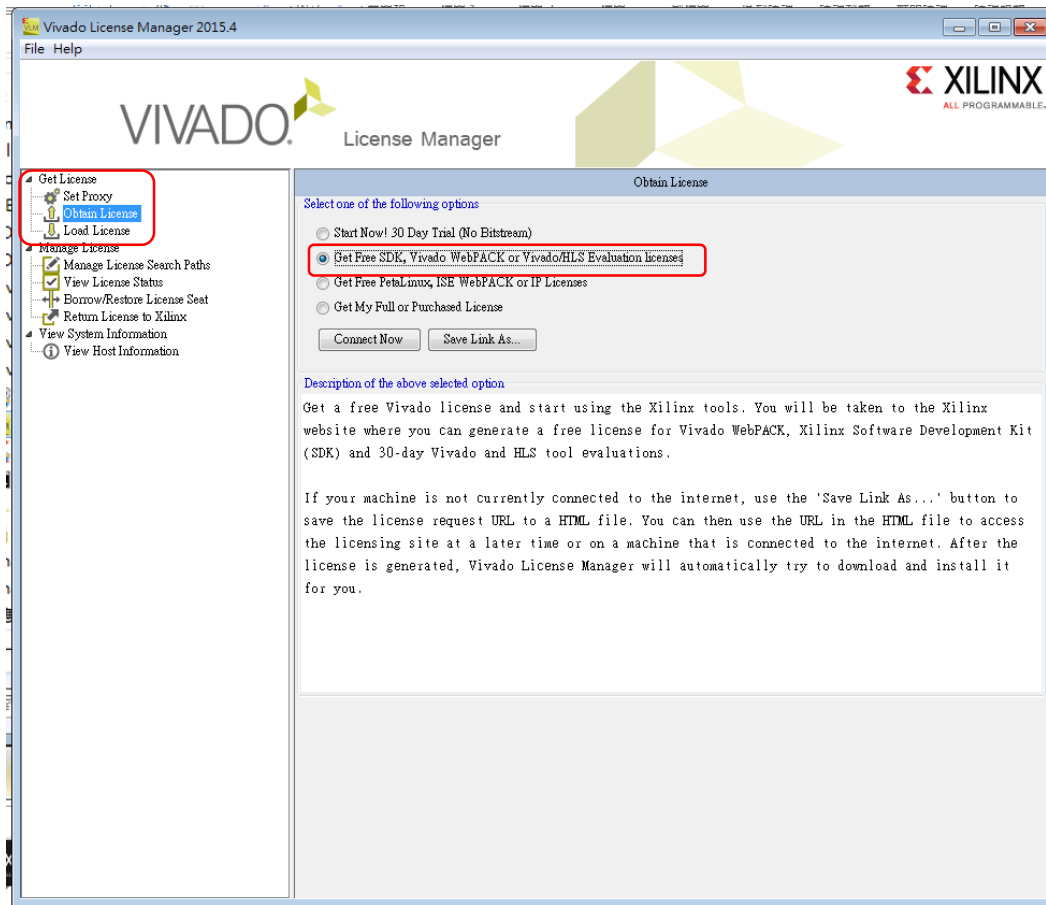 Vivado License Manager 2015.4
File Help
VIVADO.
License Manager
XILINX
ALL PROGRAMMABLE.
Get License
Set Proxy
Obtain License
Load License
Manage License
Manage License Search Paths
View License Status
Borrow/Restore License Seat
Return License to Xilinx
View System Information
View Host Information
Obtain License
Select one of the following options
Start Now! 30 Day Trial (No Bitstream)
Get Free SDK, Vivado WebPACK or Vivado/HLS Evaluation licenses
Get Free PetaLinux, ISE WebPACK or IP Licenses
Get My Full or Purchased License
Connect Now Save Link As...
Description of the above selected option
Get a free Vivado license and start using the Xilinx tools. You will be taken to the Xilinx
website where you can generate a free license for Vivado WebPACK, Xilinx Software Development Kit
(SDK) and 30-day Vivado and HLS tool evaluations.
If your machine is not currently connected to the internet, use the 'Save Link As...' button to
save the license request URL to a HTML file. You can then use the URL in the HTML file to access
the licensing site at a later time or on a machine that is connected to the internet. After the
license is generated, Vivado License Manager will automatically try to download and install it
for you.